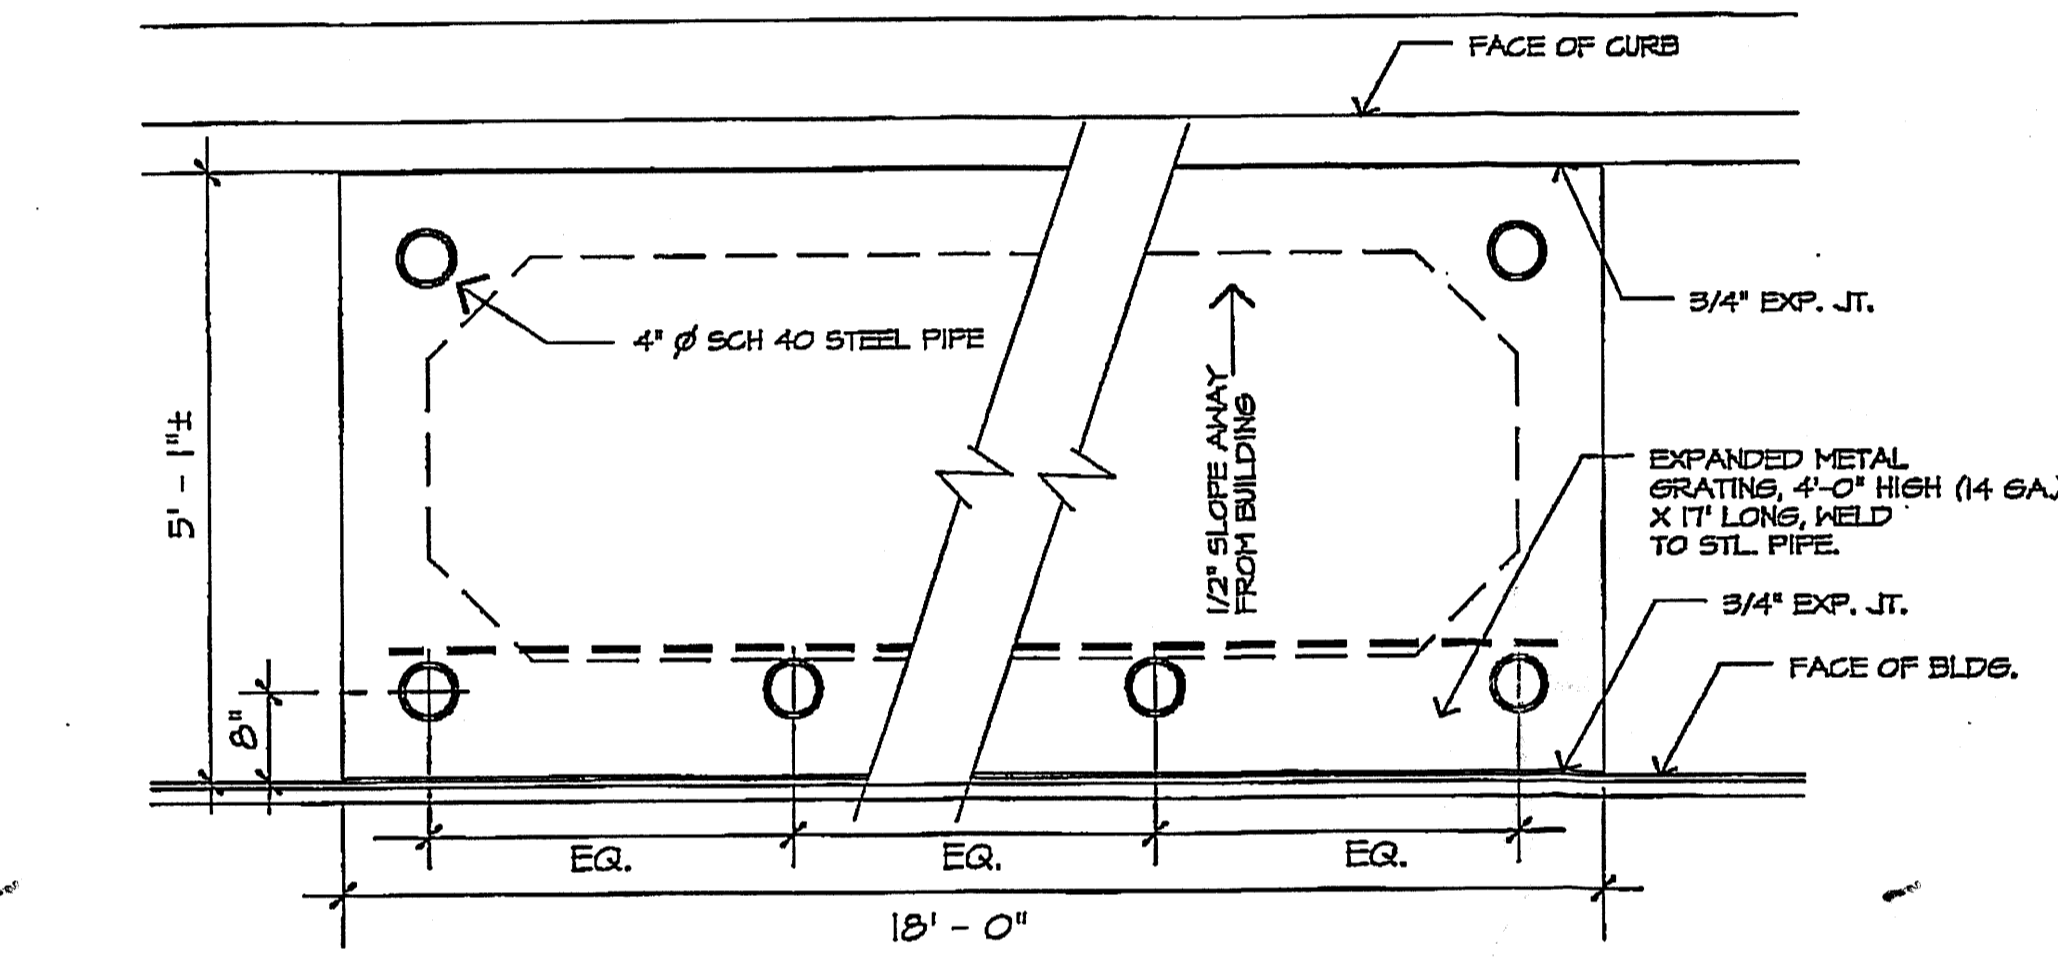 FACE OF CURB
3/4" EXP. JT.
4" Ø SCH 40 STEEL PIPE
1/2" SLOPE AWAY
FROM BUILDING
5' - 1"±
EXPANDED METAL
GRATING, 4'-0" HIGH (14 GA.)
X 17' LONG, WELD
TO STL. PIPE.
3/4" EXP. JT.
FACE OF BLDG.
8"
EQ.
EQ.
EQ.
18' - 0"